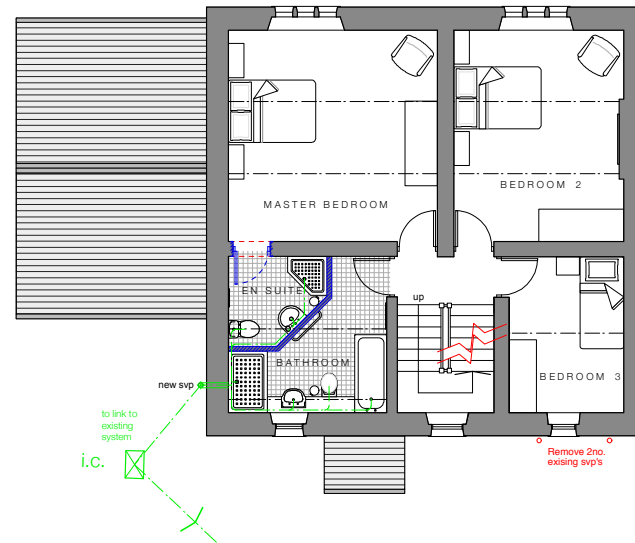 BEDROOM 2
MASTER BEDROOM
EN SUITE
up
BATHROOM
BEDROOM 3
new svp
to link to
existing
system
i.c.
Remove 2no.
exising svp's